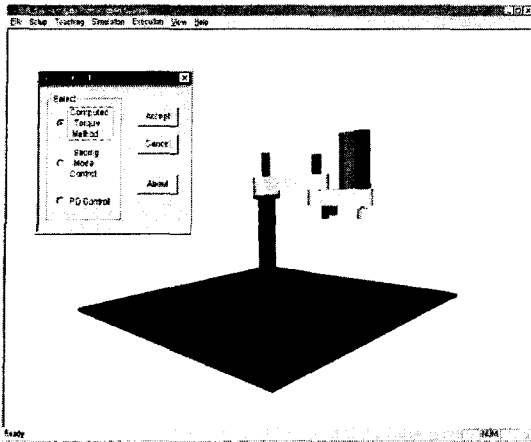 File Setup Teaching Simulation Execution View Help
Select
Computed
Torque
Method
Sliding
Mode
Control
PD Control
Accept
Cancel
About
Ready
NUM